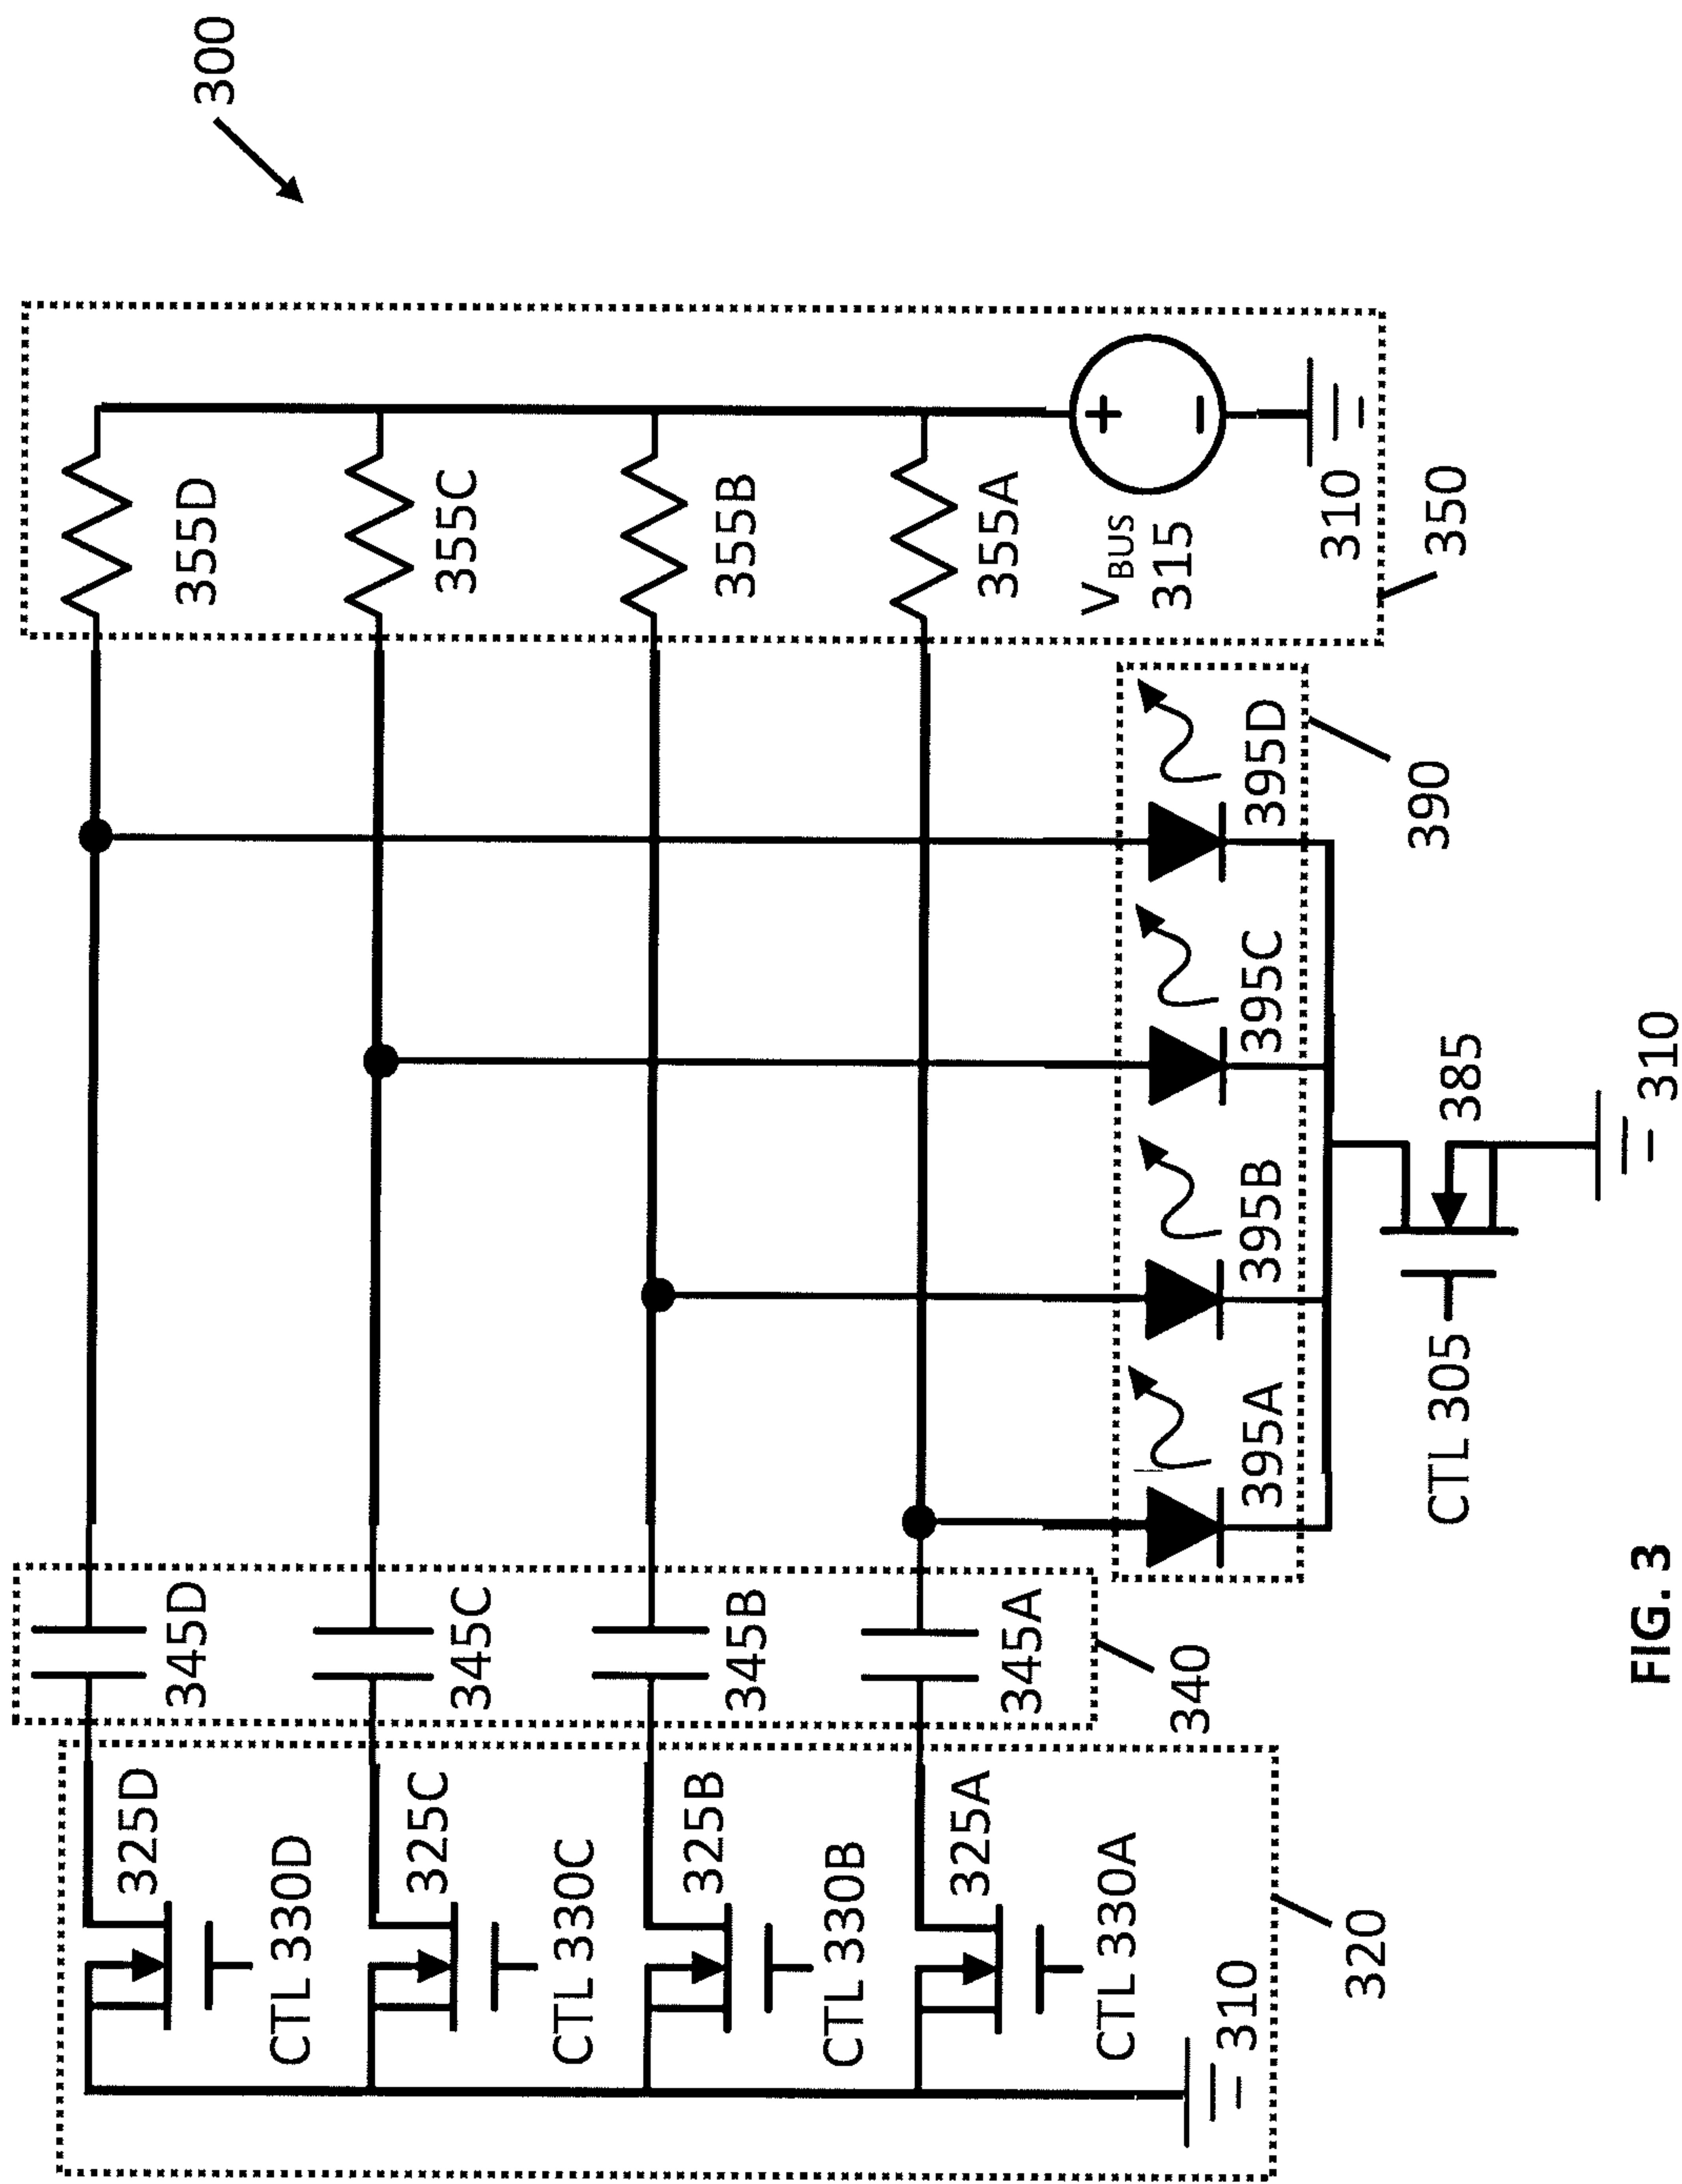 300
355D
355C
355B
355A
V BUS
315
310
350
395D
395C
395B
395A
390
385
310
CTL 305
345D
345C
345B
345A
340
325D
CTL 330D
325C
CTL 330C
325B
CTL 330B
325A
CTL 330A
310
320
FIG. 3